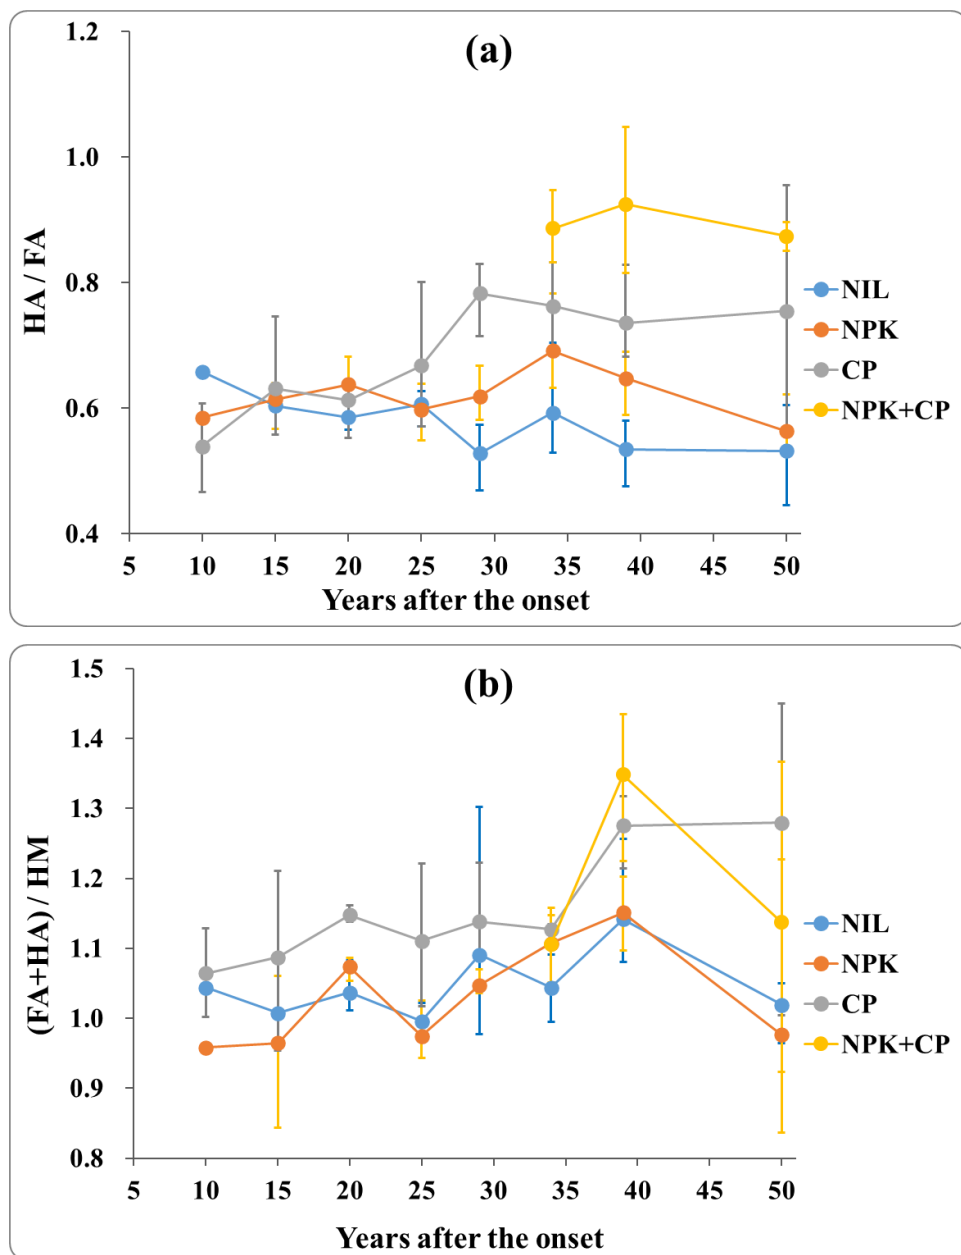 (a)
1.2
1.0
0.8
0.6
0.4
HA / FA
5 10 15 20 25 30 35 40 45 50
Years after the onset
NIL
NPK
CP
NPK+CP
(b)
1.5
1.4
1.3
1.2
1.1
1.0
0.9
0.8
(FA+HA) / HM
5 10 15 20 25 30 35 40 45 50
Years after the onset
NIL
NPK
CP
NPK+CP